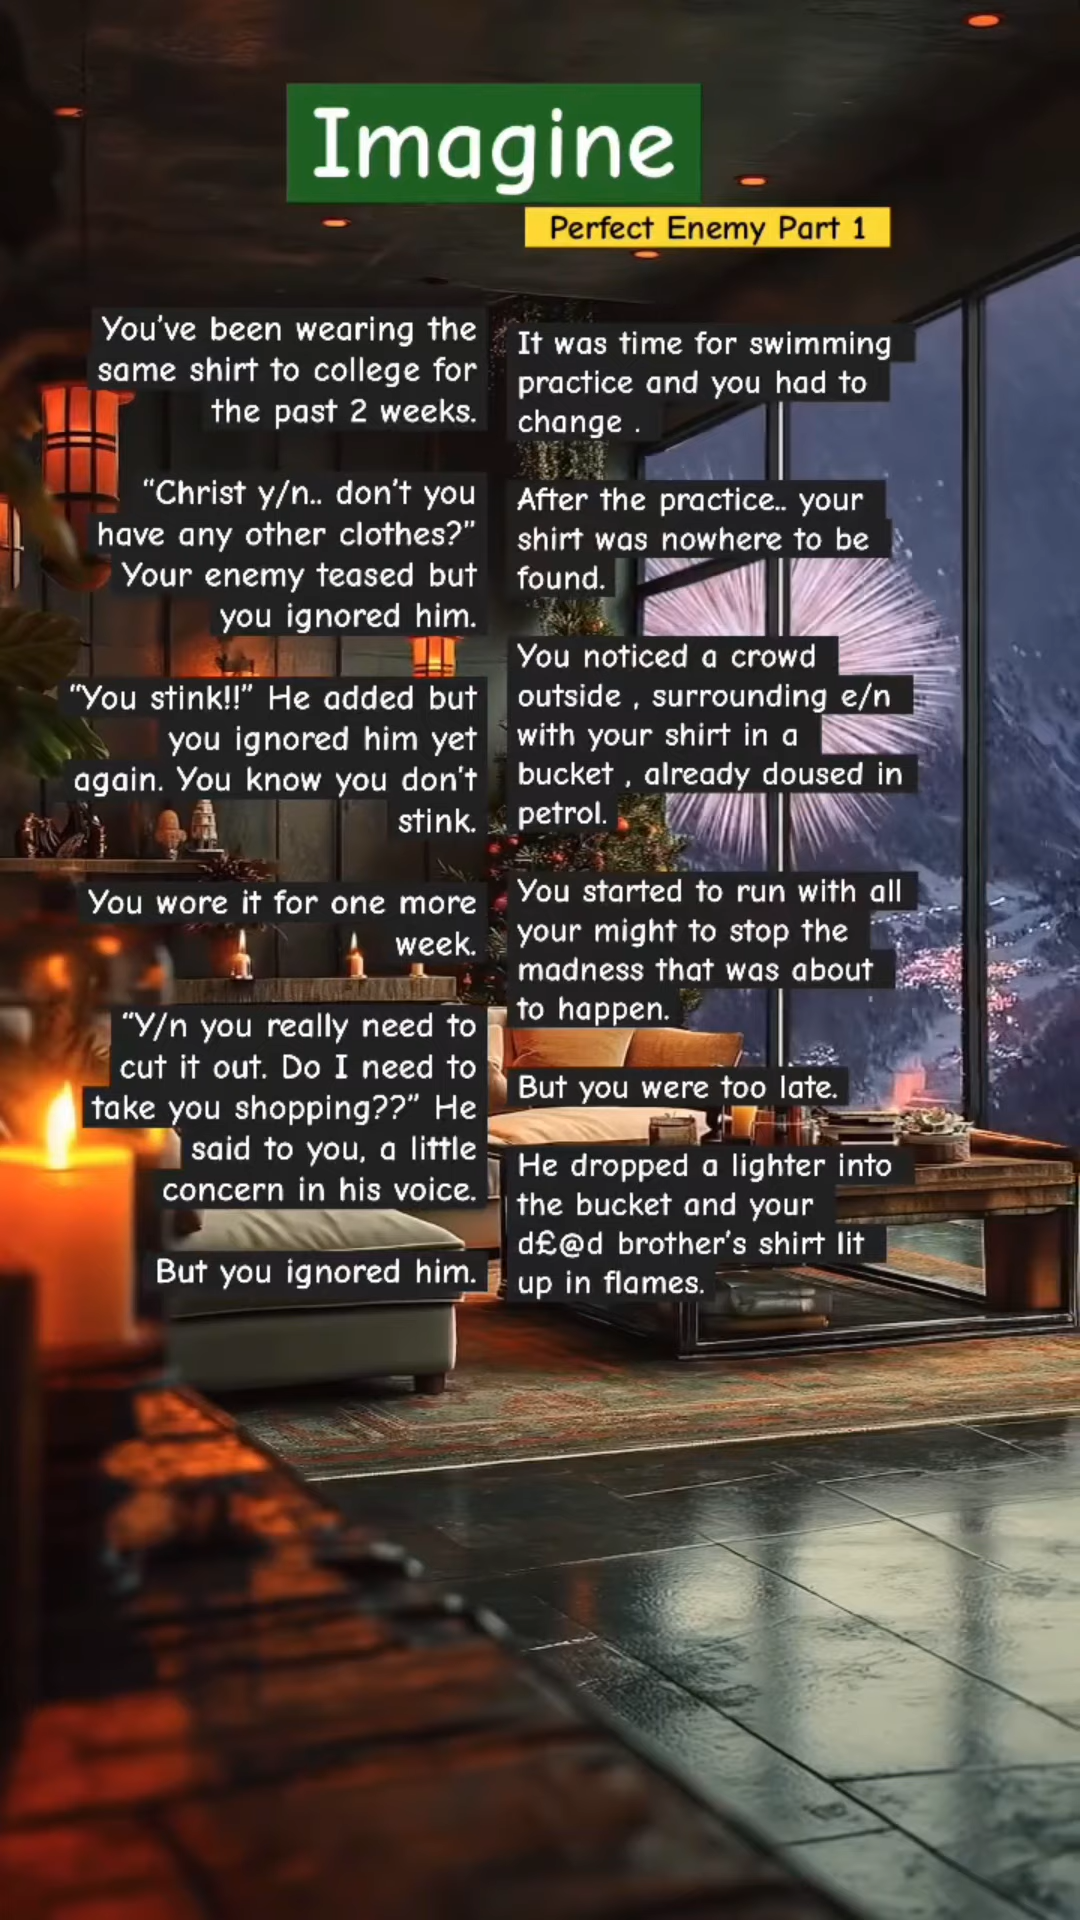 Imagine
Perfect Enemy Part 1
You've been wearing the
same shirt to college for
the past 2 weeks.
"Christ y/n.. don't you
have any other clothes?"
Your enemy teased but
you ignored him.
"You stink!!" He added but
you ignored him yet
again. You know you don't
stink.
You wore it for one more
week.
"Y/n you really need to
cut it out. Do I need to
take you shopping??" He
said to you, a little
concern in his voice.
But you ignored him.
It was time for swimming
practice and you had to
change .
After the practice.. your
shirt was nowhere to be
found.
You noticed a crowd
outside , surrounding e/n
with your shirt in a
bucket , already doused in
petrol.
You started to run with all
your might to stop the
madness that was about
to happen.
But you were too late.
He dropped a lighter into
the bucket and your
d£@d brother's shirt lit
up in flames.